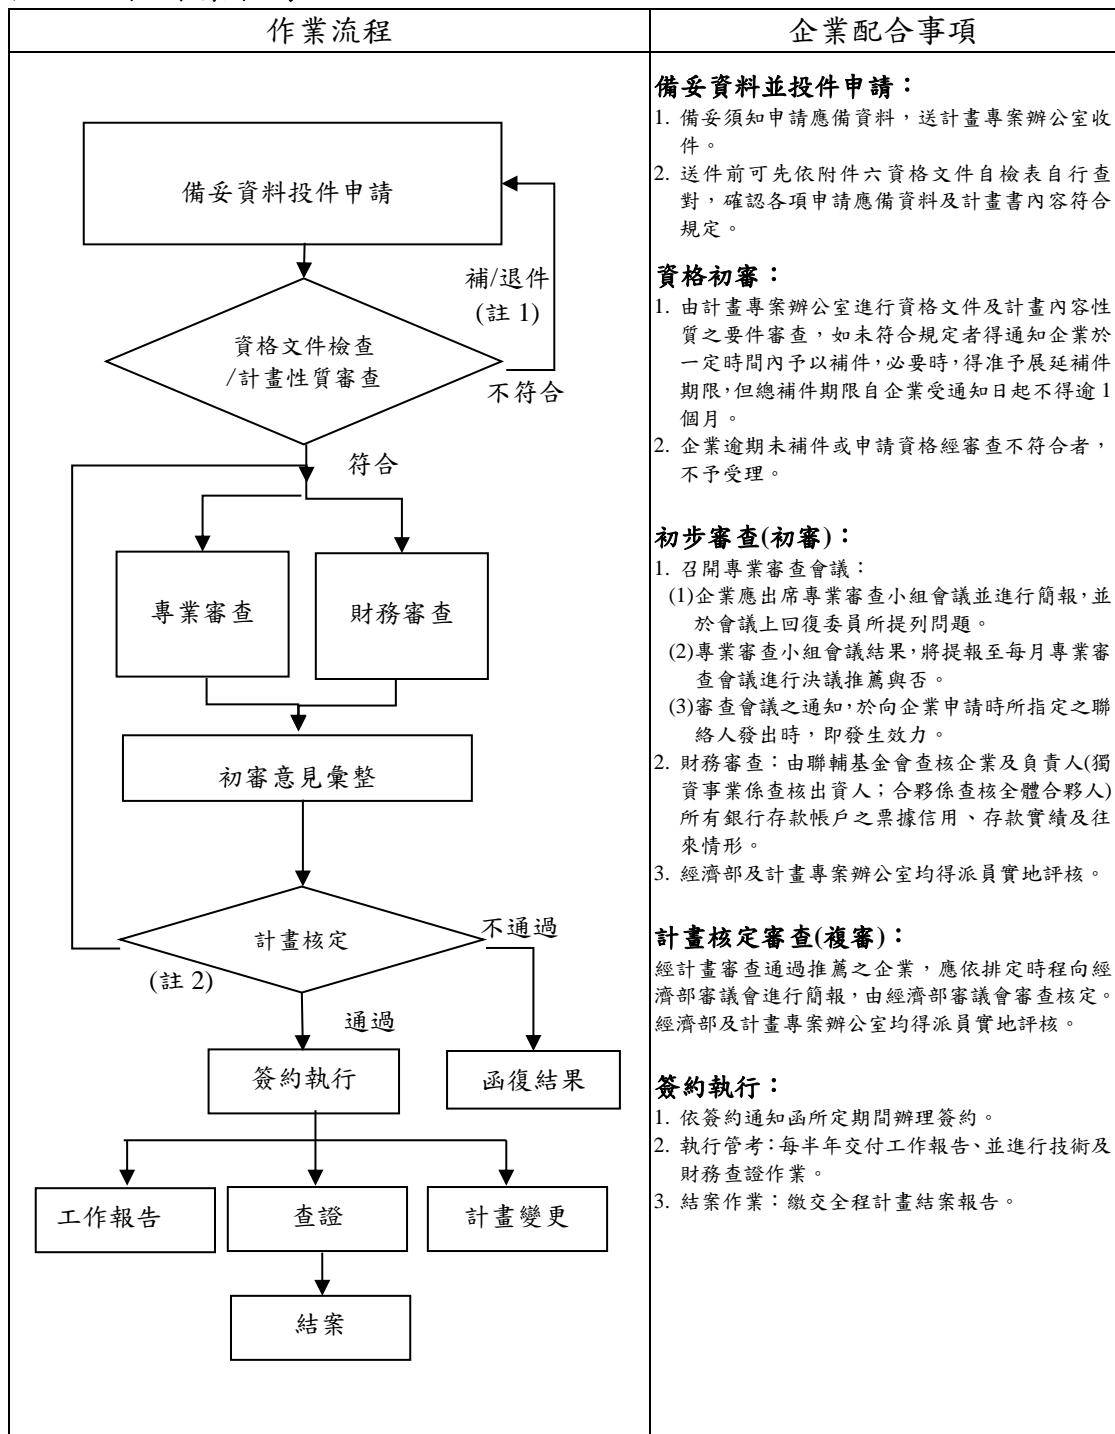 作業流程
企業配合事項
備妥資料投件申請
補/退件
(註 1)
資格文件檢查
/計畫性質審查
不符合
符合
專業審查
財務審查
初審意見彙整
計畫核定
不通過
(註 2)
通過
簽約執行
函復結果
工作報告
查證
計畫變更
結案
備妥資料並投件申請：
1. 備妥須知申請應備資料，送計畫專案辦公室收
件。
2. 送件前可先依附件六資格文件自檢表自行查
對，確認各項申請應備資料及計畫書內容符合
規定。
資格初審：
1. 由計畫專案辦公室進行資格文件及計畫內容性
質之要件審查，如未符合規定者得通知企業於
一定時間內予以補件，必要時，得准予展延補件
期限，但總補件期限自企業受通知日起不得逾 1
個月。
2. 企業逾期未補件或申請資格經審查不符合者，
不予受理。
初步審查(初審)：
1. 召開專業審查會議：
(1)企業應出席專業審查小組會議並進行簡報，並
於會議上回復委員所提列問題。
(2)專業審查小組會議結果，將提報至每月專業審
查會議進行決議推薦與否。
(3)審查會議之通知，於向企業申請時所指定之聯
絡人發出時，即發生效力。
2. 財務審查：由聯輔基金會查核企業及負責人(獨
資事業係查核出資人；合夥係查核全體合夥人)
所有銀行存款帳戶之票據信用、存款實績及往
來情形。
3. 經濟部及計畫專案辦公室均得派員實地評核。
計畫核定審查(複審)：
經計畫審查通過推薦之企業，應依排定時程向經
濟部審議會進行簡報，由經濟部審議會審查核定。
經濟部及計畫專案辦公室均得派員實地評核。
簽約執行：
1. 依簽約通知函所定期間辦理簽約。
2. 執行管考：每半年交付工作報告、並進行技術及
財務查證作業。
3. 結案作業：繳交全程計畫結案報告。